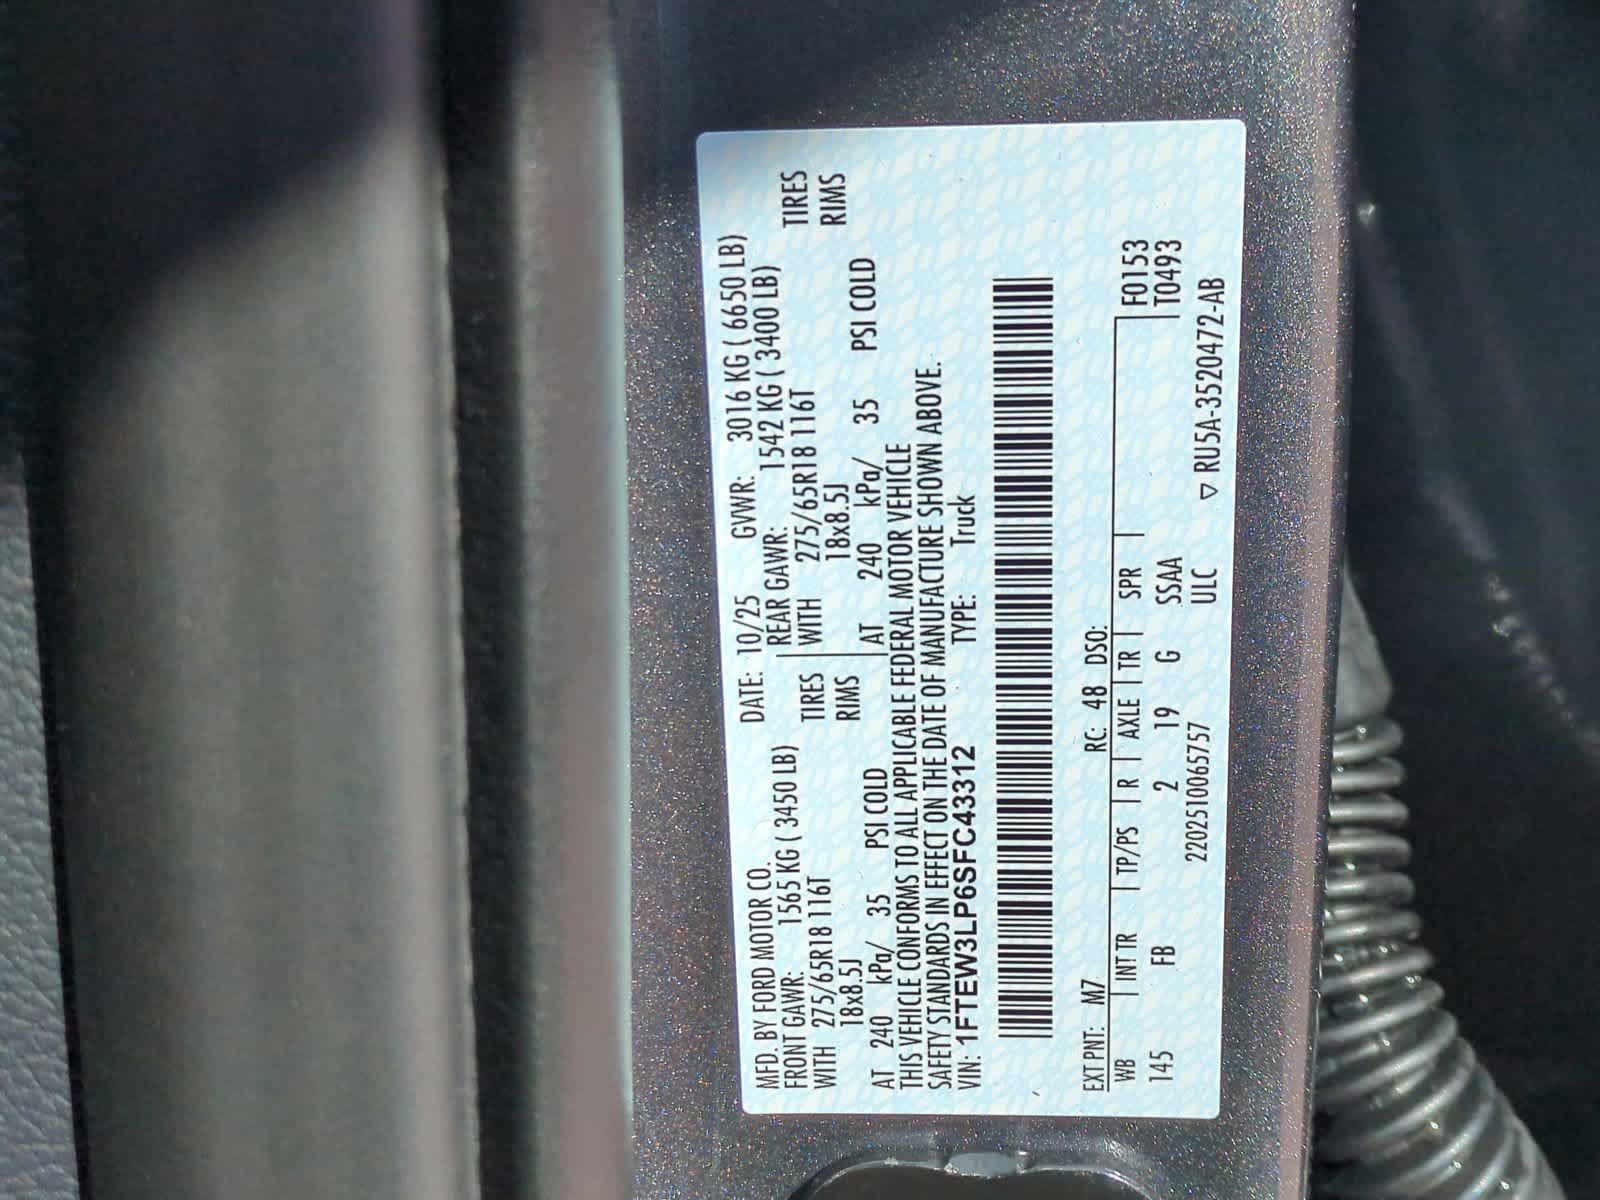 MFD. BY FORD MOTOR CO. DATE: 10/25 GVWR: 3016 KG ( 6650 LB)
FRONT GAWR: 1565 KG ( 3450 LB) REAR GAWR: 1542 KG ( 3400 LB)
WITH 275/65R18 116T TIRES WITH 275/65R18 116T TIRES
18x8.5J RIMS 18x8.5J RIMS
AT 240 kPa/ 35 PSI COLD AT 240 kPa/ 35 PSI COLD
THIS VEHICLE CONFORMS TO ALL APPLICABLE FEDERAL MOTOR VEHICLE
SAFETY STANDARDS IN EFFECT ON THE DATE OF MANUFACTURE SHOWN ABOVE.
VIN: 1FTEW3LP6SFC43312 TYPE: Truck
EXT PNT: M7 RC: 48 DSO:
WB INT TR TP/PS R AXLE TR SPR F0153
145 FB 2 19 G SSAA T0493
2202510065757 ULC ▽ RU5A-3520472-AB